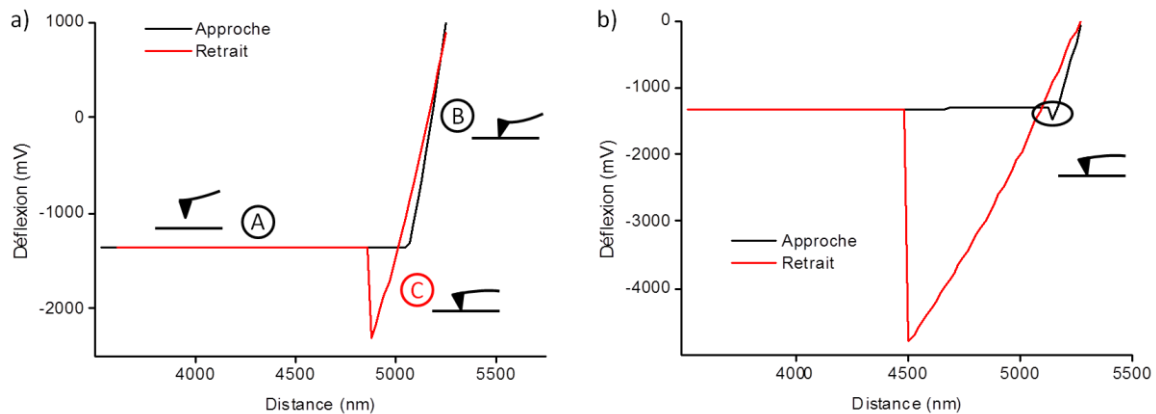 a)
Approche
Retrait
1000
0
-1000
-2000
Déflexion (mV)
A
B
C
4000
4500
5000
5500
Distance (nm)
b)
0
-1000
-2000
-3000
-4000
Déflexion (mV)
Approche
Retrait
4000
4500
5000
5500
Distance (nm)